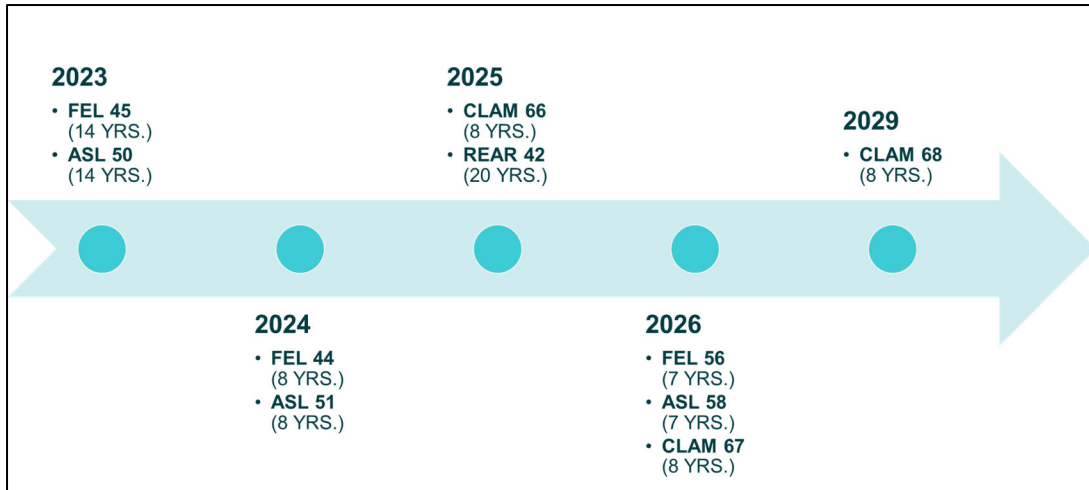 2023
• FEL 45
(14 YRS.)
• ASL 50
(14 YRS.)
2024
• FEL 44
(8 YRS.)
• ASL 51
(8 YRS.)
2025
• CLAM 66
(8 YRS.)
• REAR 42
(20 YRS.)
2026
• FEL 56
(7 YRS.)
• ASL 58
(7 YRS.)
• CLAM 67
(8 YRS.)
2029
• CLAM 68
(8 YRS.)